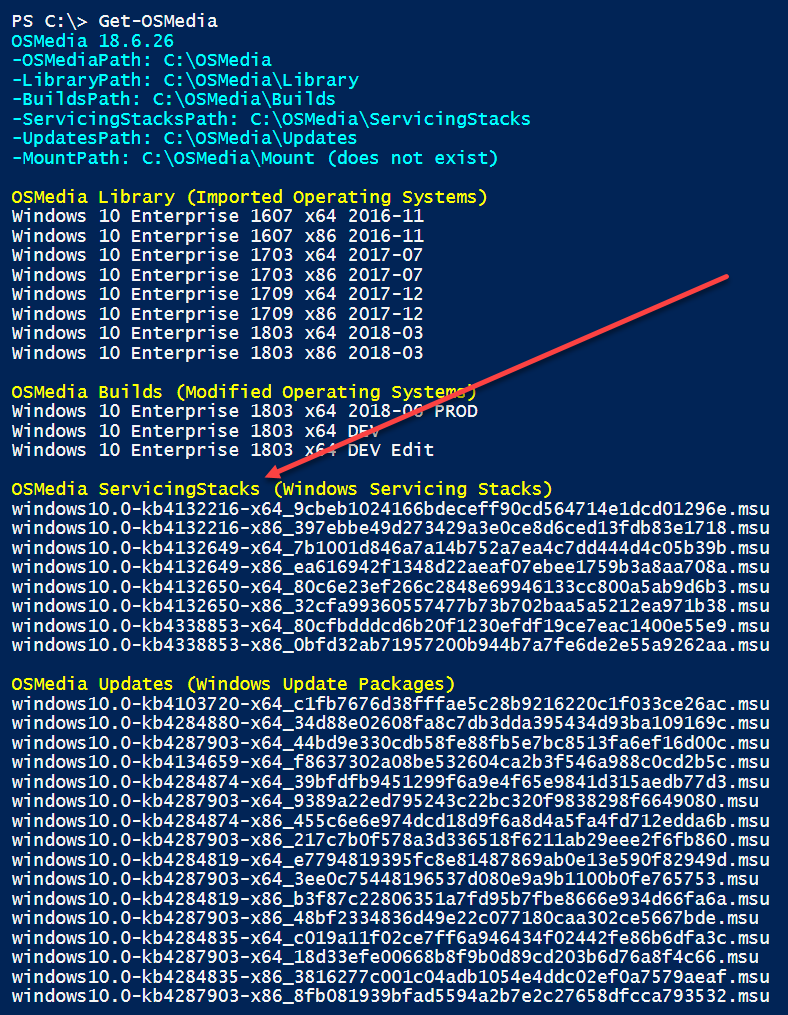 PS C:\> Get-OSMedia
OSMedia 18.6.26
-OSMediaPath: C:\OSMedia
-LibraryPath: C:\OSMedia\Library
-BuildsPath: C:\OSMedia\Builds
-ServicingStacksPath: C:\OSMedia\ServicingStacks
-UpdatesPath: C:\OSMedia\Updates
-MountPath: C:\OSMedia\Mount (does not exist)
OSMedia Library (Imported Operating Systems)
Windows 10 Enterprise 1607 x64 2016-11
Windows 10 Enterprise 1607 x86 2016-11
Windows 10 Enterprise 1703 x64 2017-07
Windows 10 Enterprise 1703 x86 2017-07
Windows 10 Enterprise 1709 x64 2017-12
Windows 10 Enterprise 1709 x86 2017-12
Windows 10 Enterprise 1803 x64 2018-03
Windows 10 Enterprise 1803 x86 2018-03
OSMedia Builds (Modified Operating Systems)
Windows 10 Enterprise 1803 x64 2018-06 PROD
Windows 10 Enterprise 1803 x64 DEV
Windows 10 Enterprise 1803 x64 DEV Edit
OSMedia ServicingStacks (Windows Servicing Stacks)
windows10.0-kb4132216-x64_9cbeb1024166bdeceff90cd564714e1dcd01296e.msu
windows10.0-kb4132216-x86_397ebbe49d273429a3e0ce8d6ced13fdb83e1718.msu
windows10.0-kb4132649-x64_7b1001d846a7a14b752a7ea4c7dd444d4c05b39b.msu
windows10.0-kb4132649-x86_ea616942f1348d22aeaf07ebee1759b3a8aa708a.msu
windows10.0-kb4132650-x64_80c6e23ef266c2848e69946133cc800a5ab9d6b3.msu
windows10.0-kb4132650-x86_32cfa99360557477b73b702baa5a5212ea971b38.msu
windows10.0-kb4338853-x64_80cfbdddcd6b20f1230efdf19ce7eac1400e55e9.msu
windows10.0-kb4338853-x86_0bfd32ab71957200b944b7a7fe6de2e55a9262aa.msu
OSMedia Updates (Windows Update Packages)
windows10.0-kb4103720-x64_c1fb7676d38fffae5c28b9216220c1f033ce26ac.msu
windows10.0-kb4284880-x64_34d88e02608fa8c7db3dda395434d93ba109169c.msu
windows10.0-kb4287903-x64_44bd9e330cdb58fe88fb5e7bc8513fa6ef16d00c.msu
windows10.0-kb4134659-x64_f8637302a08be532604ca2b3f546a988c0cd2b5c.msu
windows10.0-kb4284874-x64_39bfdfb9451299f6a9e4f65e9841d315aedb77d3.msu
windows10.0-kb4287903-x64_9389a22ed795243c22bc320f9838298f6649080.msu
windows10.0-kb4284874-x86_455c6e6e974dcd18d9f6a8d4a5fa4fd712edda6b.msu
windows10.0-kb4287903-x86_217c7b0f578a3d336518f6211ab29eee2f6fb860.msu
windows10.0-kb4284819-x64_e7794819395fc8e81487869ab0e13e590f82949d.msu
windows10.0-kb4287903-x64_3ee0c75448196537d080e9a9b1100b0fe765753.msu
windows10.0-kb4284819-x86_b3f87c22806351a7fd95b7fbe8666e934d66fa6a.msu
windows10.0-kb4287903-x86_48bf2334836d49e22c077180caa302ce5667bde.msu
windows10.0-kb4284835-x64_c019a11f02ce7ff6a946434f02442fe86b6dfa3c.msu
windows10.0-kb4287903-x64_18d33efe00668b8f9b0d89cd203b6d76a8f4c66.msu
windows10.0-kb4284835-x86_3816277c001c04adb1054e4ddc02ef0a7579aeaf.msu
windows10.0-kb4287903-x86_8fb081939bfad5594a2b7e2c27658dfcca793532.msu